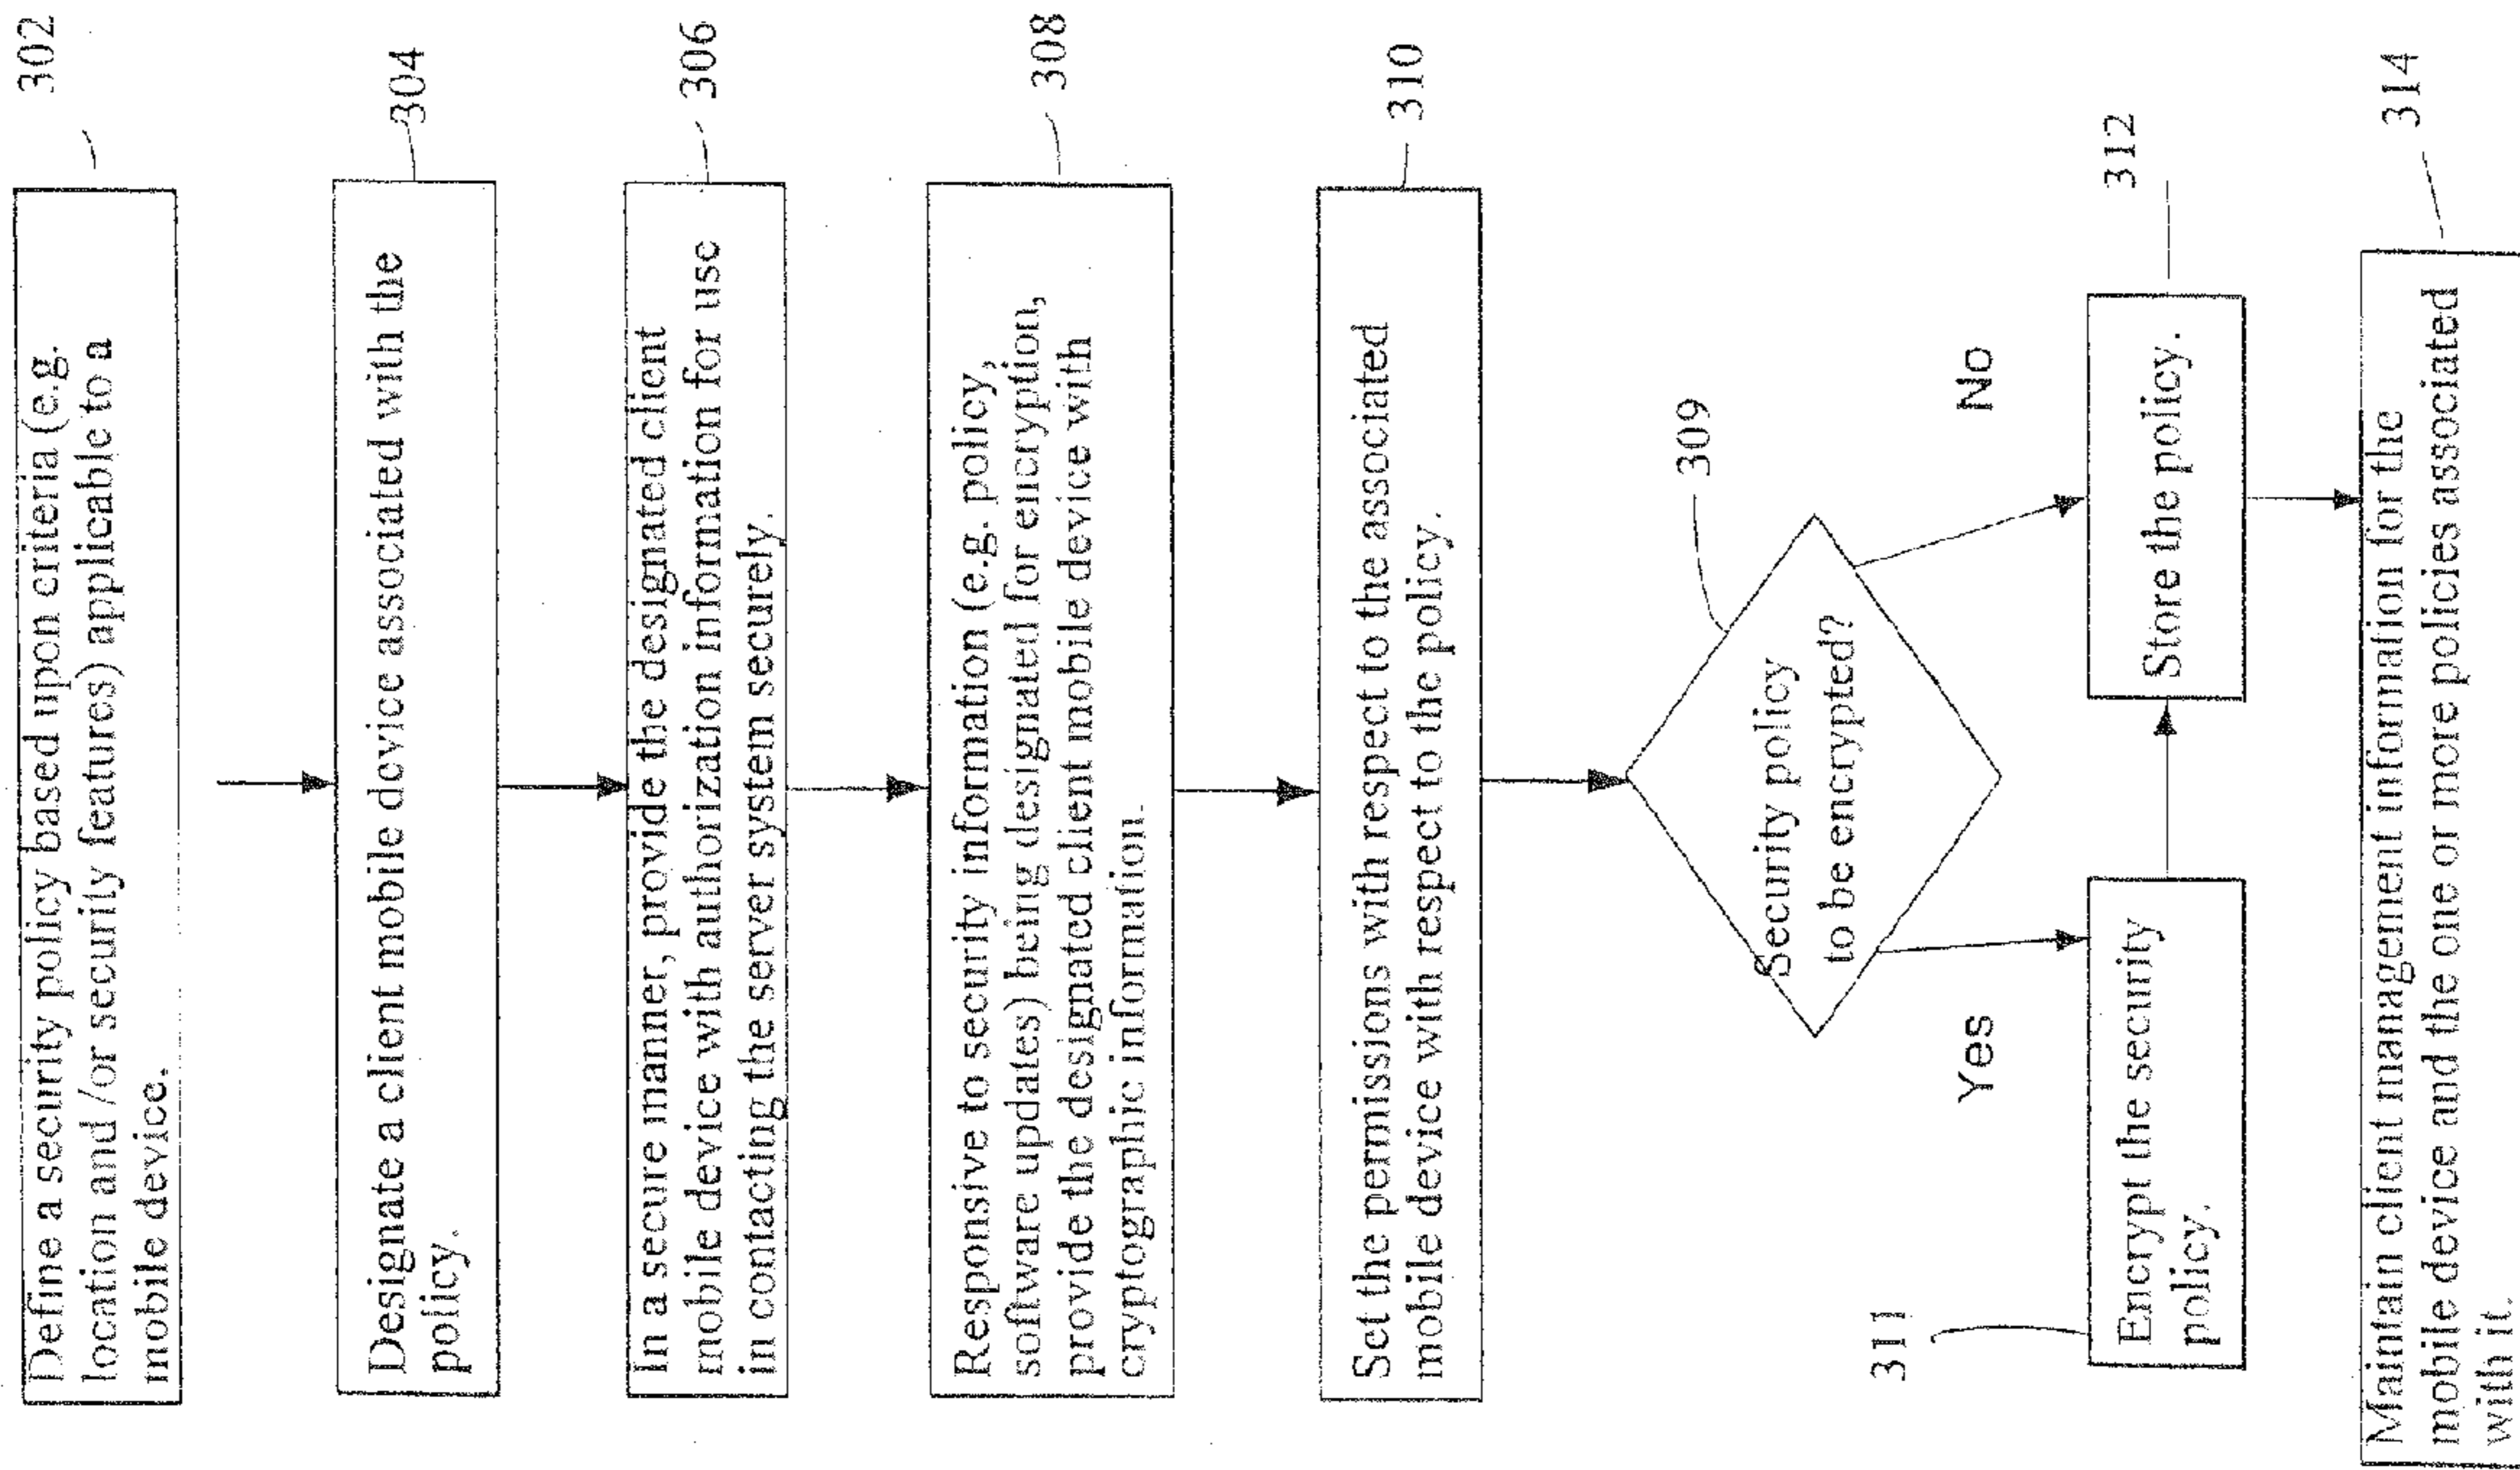 302
Define a security policy based upon criteria (e.g.
location and/or security features) applicable to a
mobile device.
304
Designate a client mobile device associated with the
policy.
306
In a secure manner, provide the designated client
mobile device with authorization information for use
in contacting the server system securely.
308
Responsive to security information (e.g. policy,
software updates) being designated for encryption,
provide the designated client mobile device with
cryptographic information.
310
Set the permissions with respect to the associated
mobile device with respect to the policy.
309
Security policy
to be encrypted?
Yes
No
311
Encrypt the security
policy.
312
Store the policy.
314
Maintain client management information for the
mobile device and the one or more policies associated
with it.